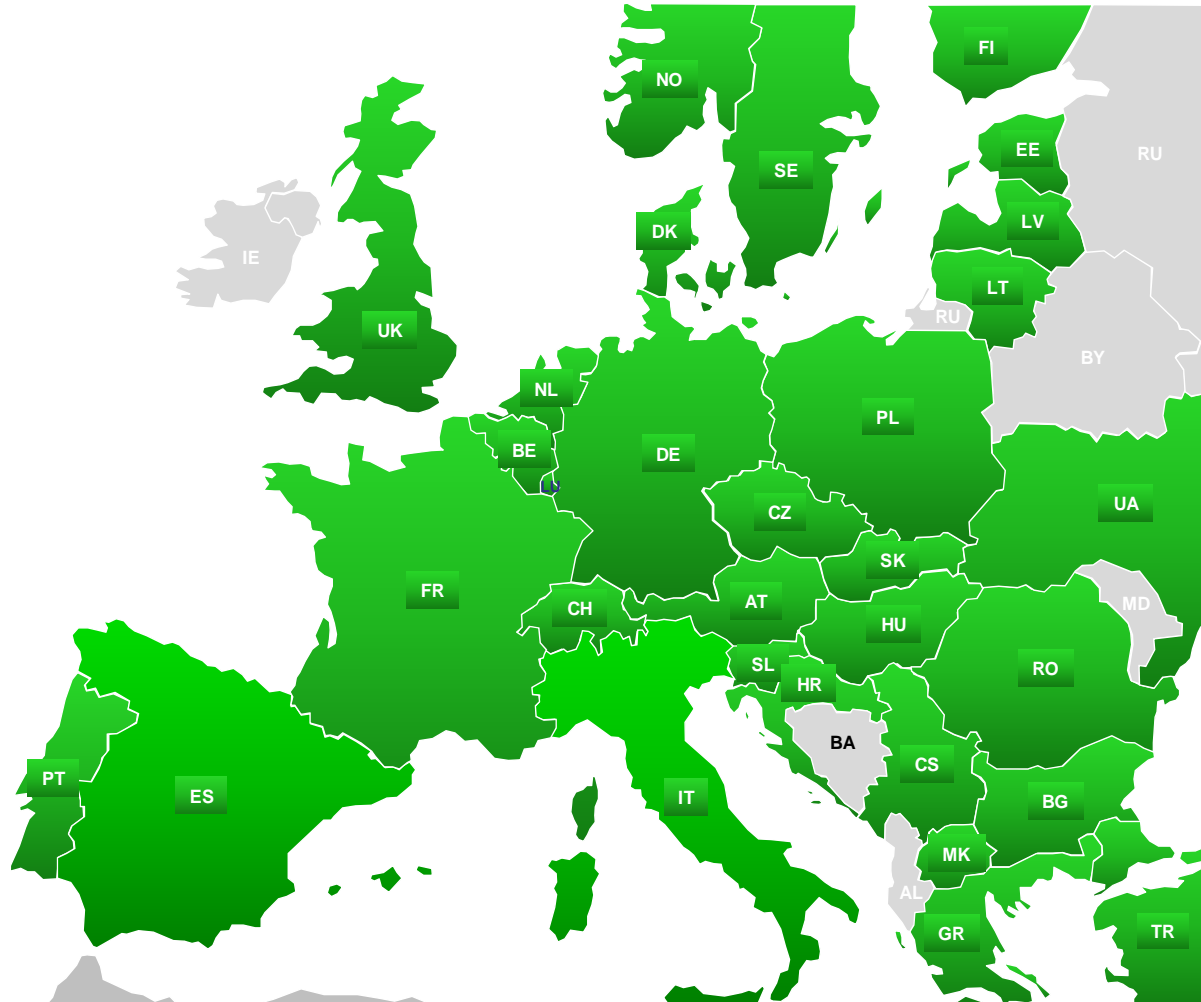 FI
NO
EE
RU
SE
LV
DK
IE
LT
RU
UK
BY
NL
PL
BE
DE
LU
UA
CZ
SK
FR
AT
MD
CH
HU
SL
RO
HR
BA
CS
PT
ES
IT
BG
MK
AL
GR
TR